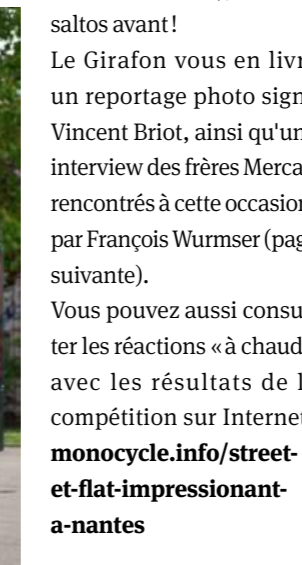 saltos avant !
Le Girafon vous en livr
un reportage photo sign
Vincent Briot, ainsi qu'un
interview des frères Merca
rencontrés à cette occasion
par François Wurmser (pag
suivante).
Vous pouvez aussi consu
ter les réactions « à chaud
avec les résultats de l
compétition sur Internet
monocycle.info/street-
et-flat-impressionant-
a-nantes